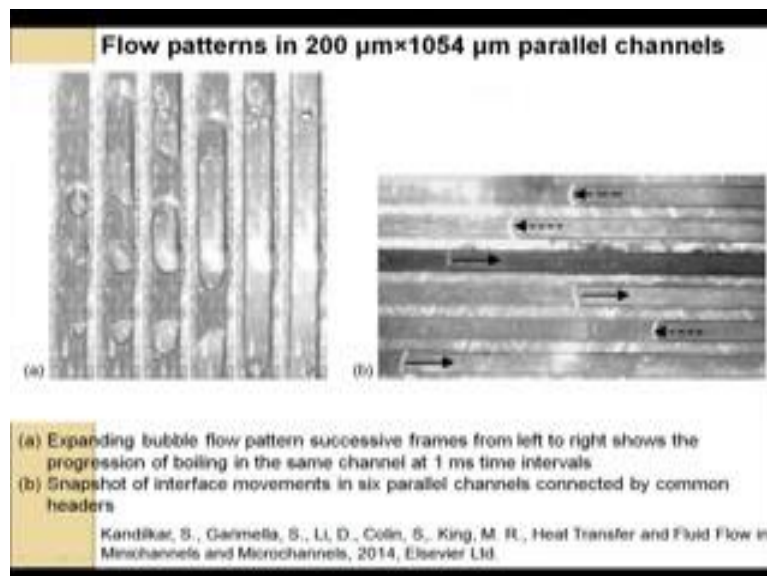 Flow patterns in 200 μm×1054 μm parallel channels
(a)
(b)
(a) Expanding bubble flow pattern successive frames from left to right shows the
progression of boiling in the same channel at 1 ms time intervals
(b) Snapshot of interface movements in six parallel channels connected by common
headers
Kandilkar, S., Garimella, S., Li, D., Colin, S., King, M. R., Heat Transfer and Fluid Flow in
Minichannels and Microchannels, 2014, Elsevier Ltd.